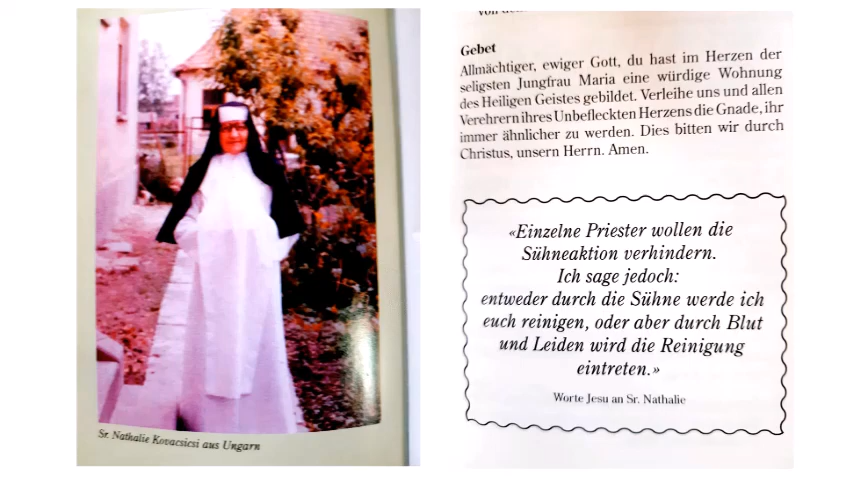 Sr. Nathalie Kovacsicsi aus Ungarn
Gebet
Allmächtiger, ewiger Gott, du hast im Herzen der
seligsten Jungfrau Maria eine würdige Wohnung
des Heiligen Geistes gebildet. Verleihe uns und allen
Verehrern ihres Unbefleckten Herzens die Gnade, ihr
immer ähnlicher zu werden. Dies bitten wir durch
Christus, unsern Herrn. Amen.
«Einzelne Priester wollen die
Sühneaktion verhindern.
Ich sage jedoch:
entweder durch die Sühne werde ich
euch reinigen, oder aber durch Blut
und Leiden wird die Reinigung
eintreten.»
Worte Jesu an Sr. Nathalie